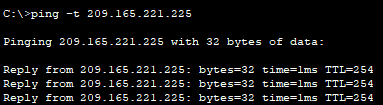 C:\>ping -t 209.165.221.225
Pinging 209.165.221.225 with 32 bytes of data:
Reply from 209.165.221.225: bytes=32 time=1ms TTL=254
Reply from 209.165.221.225: bytes=32 time=1ms TTL=254
Reply from 209.165.221.225: bytes=32 time=1ms TTL=254